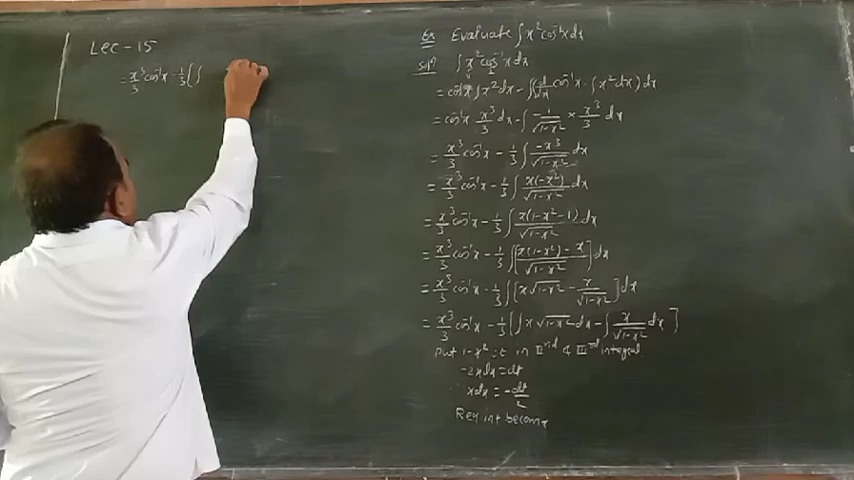 Lec - 15
= x³/3 cos⁻¹x - 1/3 [ ∫
Ex Evaluate ∫ x² cos⁻¹x dx
Solⁿ ∫ x² cos⁻¹x dx
= cos⁻¹x ∫ x² dx - ∫ ( d/dx cos⁻¹x · ∫ x² dx ) dx
= cos⁻¹x x³/3 dx - ∫ -1/√1-x² × x³/3 dx
= x³/3 cos⁻¹x - 1/3 ∫ -x³/√1-x² dx
= x³/3 cos⁻¹x - 1/3 ∫ x(-x²)/√1-x² dx
= x³/3 cos⁻¹x - 1/3 ∫ x(1-x²-1)/√1-x² dx
= x³/3 cos⁻¹x - 1/3 ∫ [ x(1-x²) - x/√1-x² ] dx
= x³/3 cos⁻¹x - 1/3 ∫ [ x√1-x² - x/√1-x² ] dx
= x³/3 cos⁻¹x - 1/3 [ ∫ x √1-x² dx - ∫ x/√1-x² dx ]
Put 1-x² = t in IInd & IIIrd integral
-2x dx = dt
x dx = -dt/2
Req int become